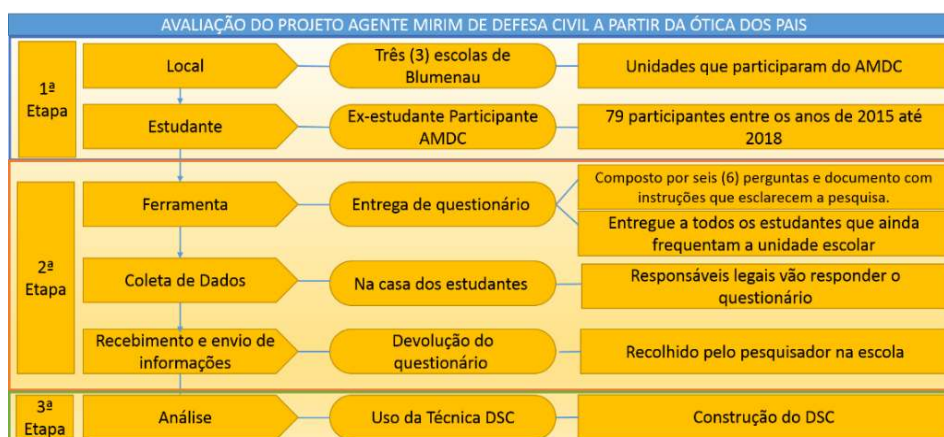 AVALIAÇÃO DO PROJETO AGENTE MIRIM DE DEFESA CIVIL A PARTIR DA ÓTICA DOS PAIS
1ª
Etapa
Local
Três (3) escolas de
Blumenau
Unidades que participaram do AMDC
Estudante
Ex-estudante Participante
AMDC
79 participantes entre os anos de 2015 até
2018
2ª
Etapa
Ferramenta
Entrega de questionário
Composto por seis (6) perguntas e documento com
instruções que esclarecem a pesquisa.
Entregue a todos os estudantes que ainda
frequentam a unidade escolar
Coleta de Dados
Na casa dos estudantes
Responsáveis legais vão responder o
questionário
Recebimento e envio de
informações
Devolução do
questionário
Recolhido pelo pesquisador na escola
3ª
Etapa
Análise
Uso da Técnica DSC
Construção do DSC